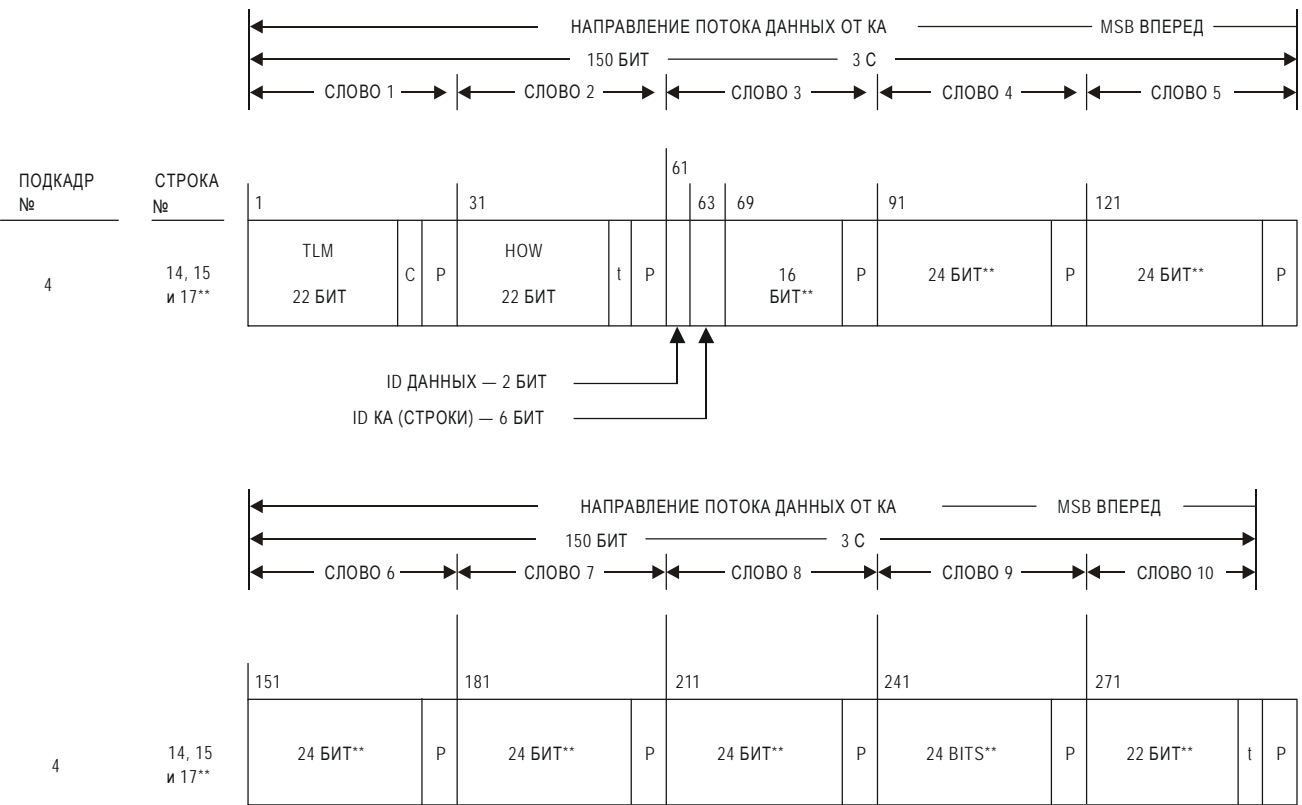 НАПРАВЛЕНИЕ ПОТОКА ДАННЫХ ОТ КА MSB ВПЕРЕД
150 БИТ 3 С
СЛОВО 1 СЛОВО 2 СЛОВО 3 СЛОВО 4 СЛОВО 5
ПОДКАДР №
СТРОКА №
1 31 61 63 69 91 121
4
14, 15
и 17**
TLM
22 БИТ
C
P
HOW
22 БИТ
t
P
16
БИТ**
P
24 БИТ**
P
24 БИТ**
P
ID ДАННЫХ — 2 БИТ
ID КА (СТРОКИ) — 6 БИТ
НАПРАВЛЕНИЕ ПОТОКА ДАННЫХ ОТ КА MSB ВПЕРЕД
150 БИТ 3 С
СЛОВО 6 СЛОВО 7 СЛОВО 8 СЛОВО 9 СЛОВО 10
151 181 211 241 271
4
14, 15
и 17**
24 БИТ**
P
24 БИТ**
P
24 БИТ**
P
24 BITS**
P
22 БИТ**
t
P